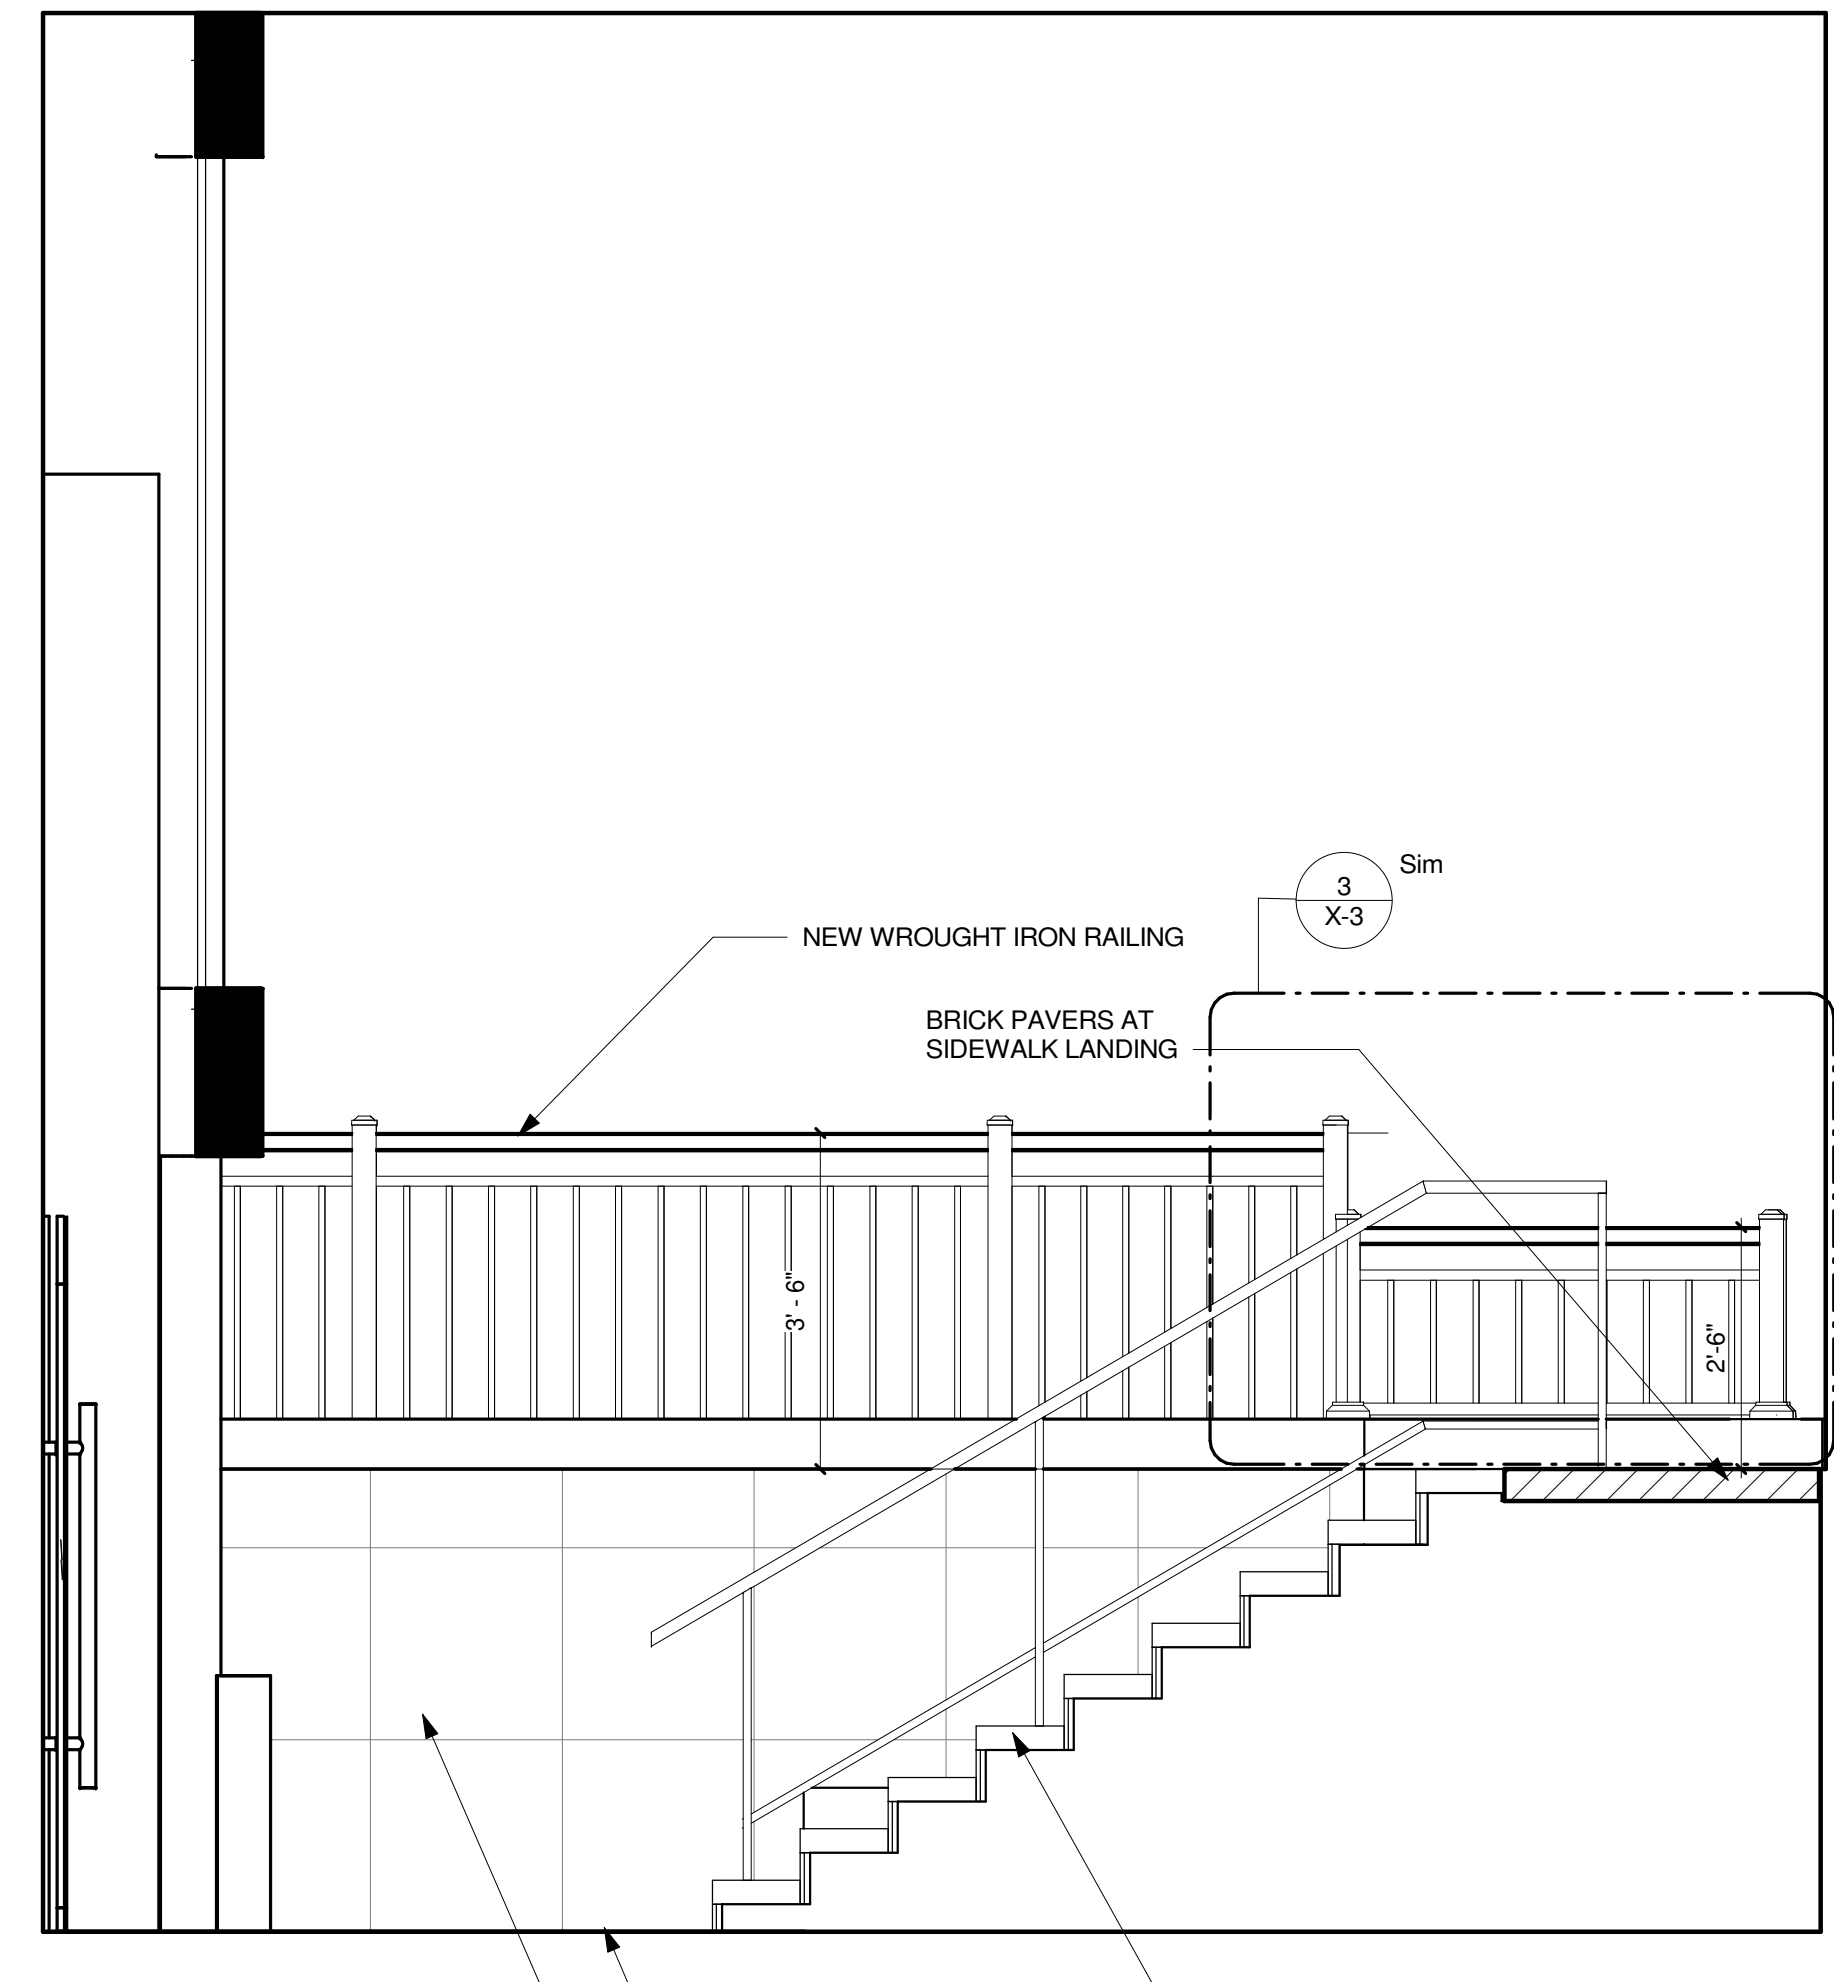 Sim
3
X-3
NEW WROUGHT IRON RAILING
BRICK PAVERS AT
SIDEWALK LANDING
3' - 6"
2'-6"